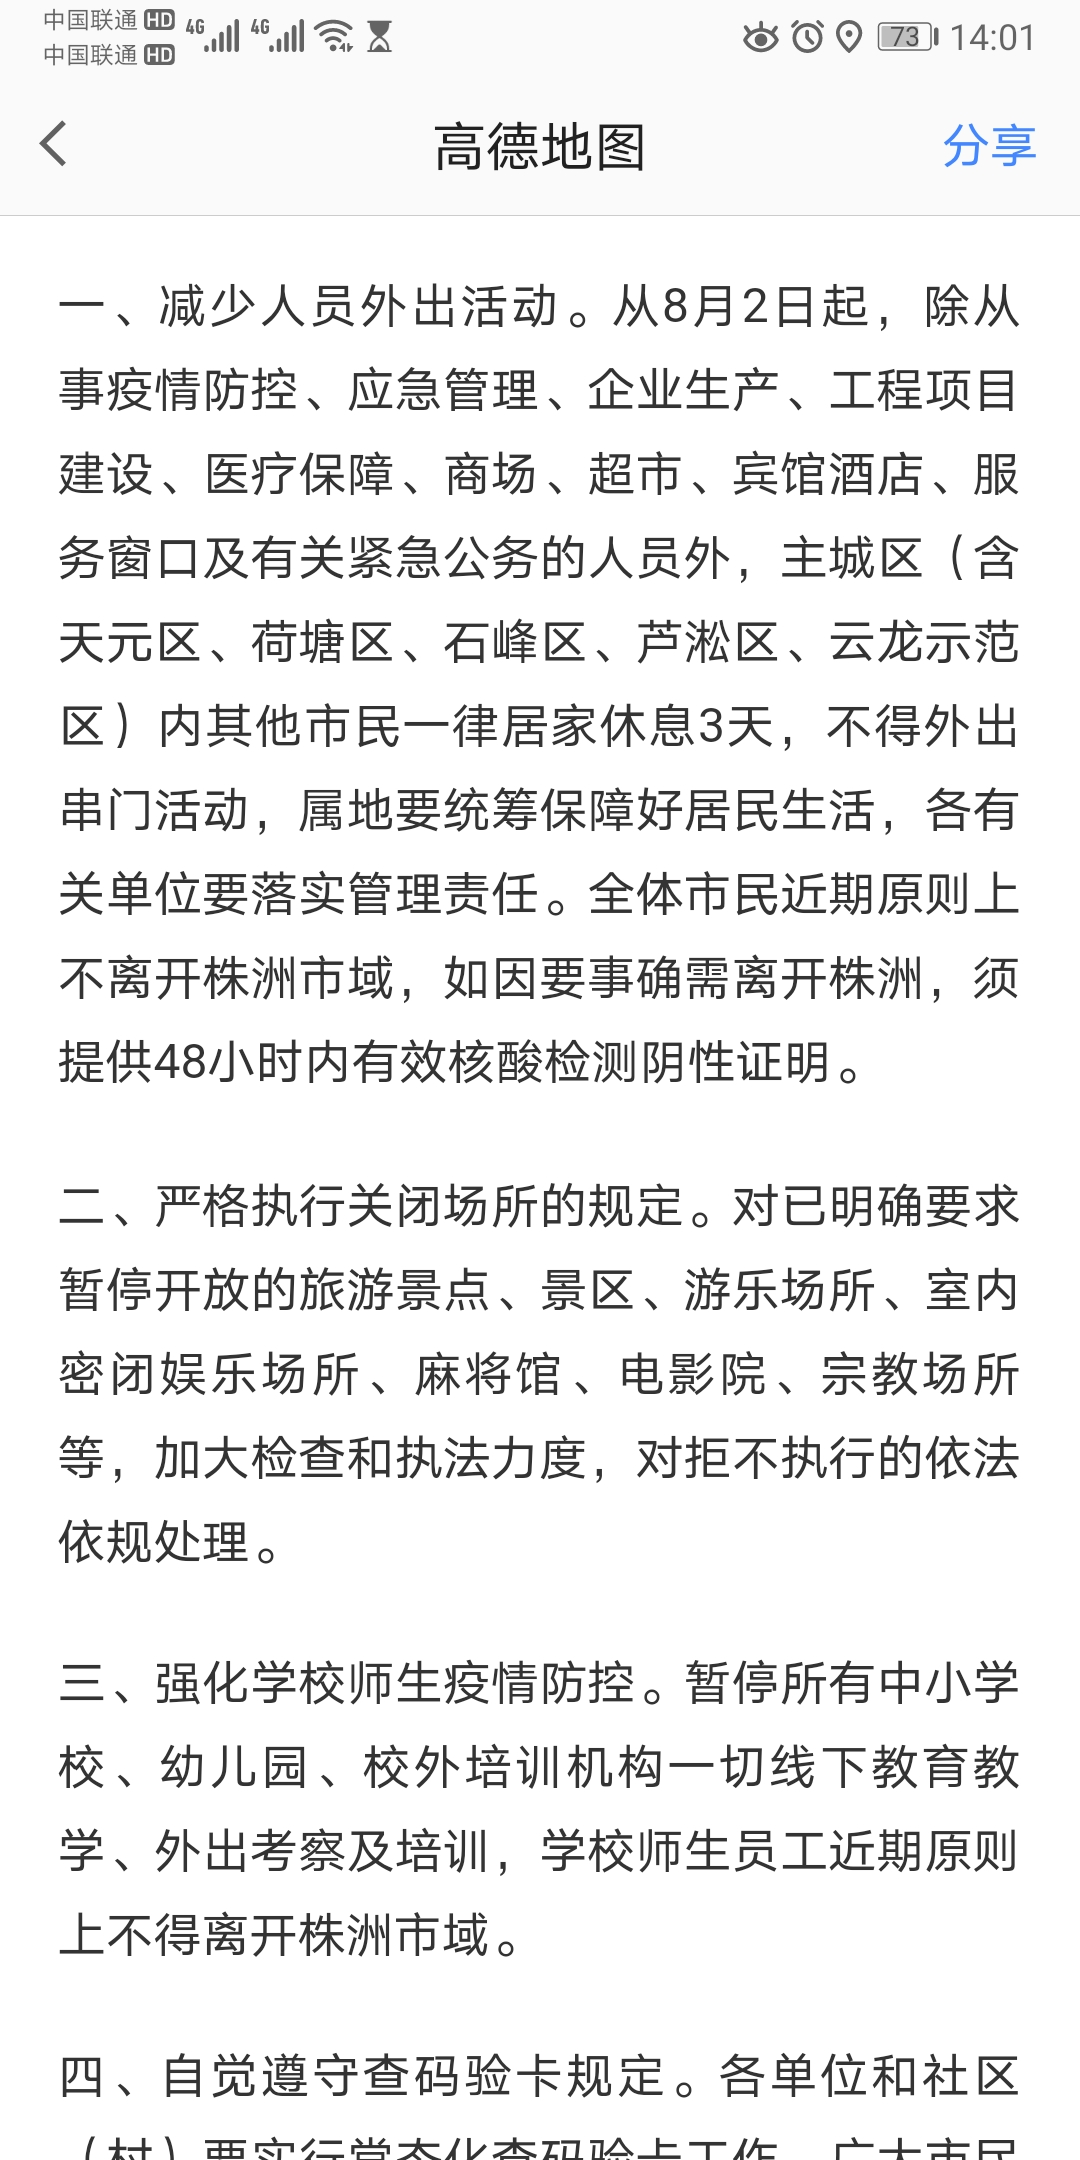 中国联通 HD 4G 4G 73 14:01
中国联通 HD
高德地图 分享
一、减少人员外出活动。从8月2日起，除从
事疫情防控、应急管理、企业生产、工程项目
建设、医疗保障、商场、超市、宾馆酒店、服
务窗口及有关紧急公务的人员外，主城区（含
天元区、荷塘区、石峰区、芦淞区、云龙示范
区）内其他市民一律居家休息3天，不得外出
串门活动，属地要统筹保障好居民生活，各有
关单位要落实管理责任。全体市民近期原则上
不离开株洲市域，如因要事确需离开株洲，须
提供48小时内有效核酸检测阴性证明。
二、严格执行关闭场所的规定。对已明确要求
暂停开放的旅游景点、景区、游乐场所、室内
密闭娱乐场所、麻将馆、电影院、宗教场所
等，加大检查和执法力度，对拒不执行的依法
依规处理。
三、强化学校师生疫情防控。暂停所有中小学
校、幼儿园、校外培训机构一切线下教育教
学、外出考察及培训，学校师生员工近期原则
上不得离开株洲市域。
四、自觉遵守查码验卡规定。各单位和社区
（村）要实行常态化查码验卡工作，广大市民